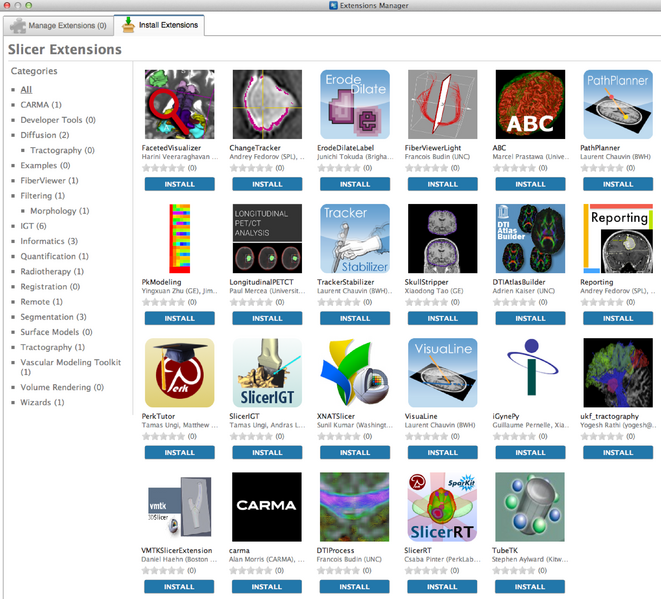 Extensions Manager
Manage Extensions (0)
Install Extensions
Slicer Extensions
Categories
All
CARMA (1)
Developer Tools (0)
Diffusion (2)
Tractography (0)
Examples (0)
FiberViewer (1)
Filtering (1)
Morphology (1)
IGT (6)
Informatics (3)
Quantification (1)
Radiotherapy (1)
Registration (0)
Remote (1)
Segmentation (3)
Surface Models (0)
Tractography (1)
Vascular Modeling Toolkit
(1)
Volume Rendering (0)
Wizards (1)
FacetedVisualizer
Harini Veeraraghavan ...
(0)
INSTALL
ChangeTracker
Andrey Fedorov (SPL), ...
(0)
INSTALL
Erode
Dilate
e
ErodeDilateLabel
Junichi Tokuda (Brigha...
(0)
INSTALL
FiberViewerLight
Francois Budin (UNC)
(0)
INSTALL
ABC
ABC
Marcel Prastawa (Unive...
(0)
INSTALL
PathPlanner
PathPlanner
Laurent Chauvin (BWH)
(0)
INSTALL
PkModeling
Yingxuan Zhu (GE), Jim...
(0)
INSTALL
LONGITUDINAL
PET/CT
ANALYSIS
LongitudinalPETCT
Paul Mercea (Universit...
(0)
INSTALL
Tracker
Stabilizer
TrackerStabilizer
Laurent Chauvin (BWH)...
(0)
INSTALL
SkullStripper
Xiaodong Tao (GE)
(0)
INSTALL
DTI
Atlas
Builder
DTIAtlasBuilder
Adrien Kaiser (UNC)
(0)
INSTALL
Reporting
Reporting
Andrey Fedorov (SPL), ...
(0)
INSTALL
Perk
PerkTutor
Tamas Ungi, Matthew ...
(0)
INSTALL
SlicerIGT
SlicerIGT
Tamas Ungi, Andras L...
(0)
INSTALL
XNATSlicer
Sunil Kumar (Washingt...
(0)
INSTALL
VisuaLine
VisuaLine
Laurent Chauvin (BWH)
(0)
INSTALL
iGynePy
Guillaume Pernelle, Xia...
(0)
INSTALL
ukf_tractography
Yogesh Rathi (yogesh@...
(0)
INSTALL
vmtk
3DSlicer
VMTKSlicerExtension
Daniel Haehn (Boston ...
(0)
INSTALL
CARMA
carma
Alan Morris (CARMA), ...
(0)
INSTALL
DTIProcess
Francois Budin (UNC)
(0)
INSTALL
SparKit
SlicerRT
SlicerRT
Csaba Pinter (PerkLab...
(0)
INSTALL
TubeTK
Stephen Aylward (Kitw...
(0)
INSTALL